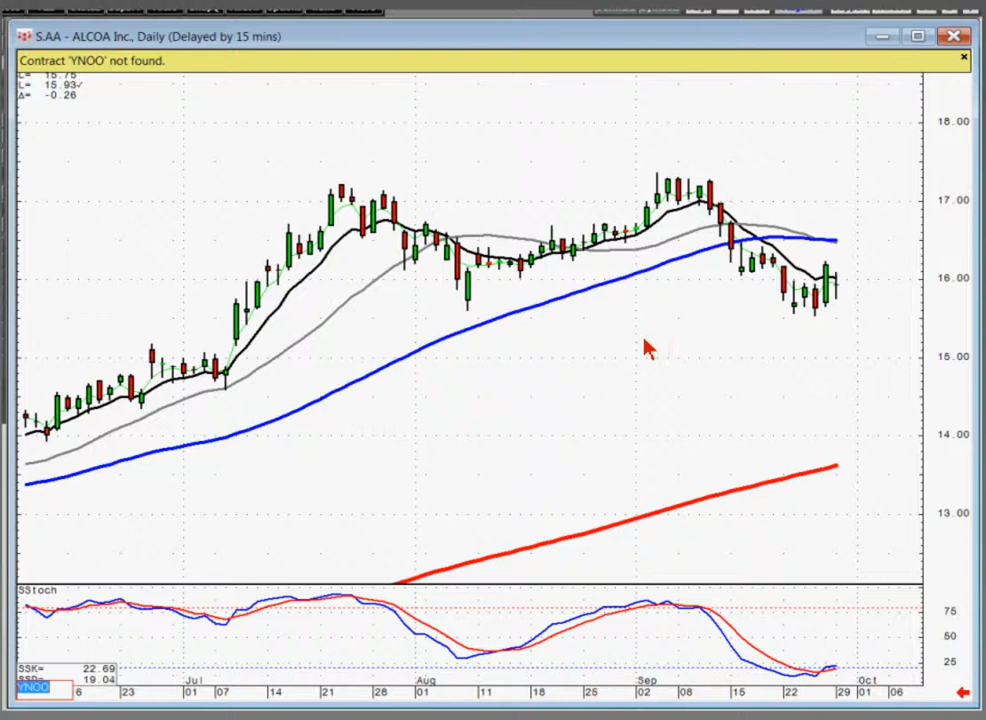 S.AA - ALCOA Inc., Daily (Delayed by 15 mins)
Contract 'YNOO' not found.
L= 15.75
L= 15.93✓
Δ= -0.26
18.00
17.00
16.00
15.00
14.00
13.00
SStoch
75
50
25
SSK= 22.69
SSD= 19.04
Jul Aug Sep Oct
YNOO 6 23 01 07 14 21 28 01 11 18 25 02 08 15 22 29 01 06